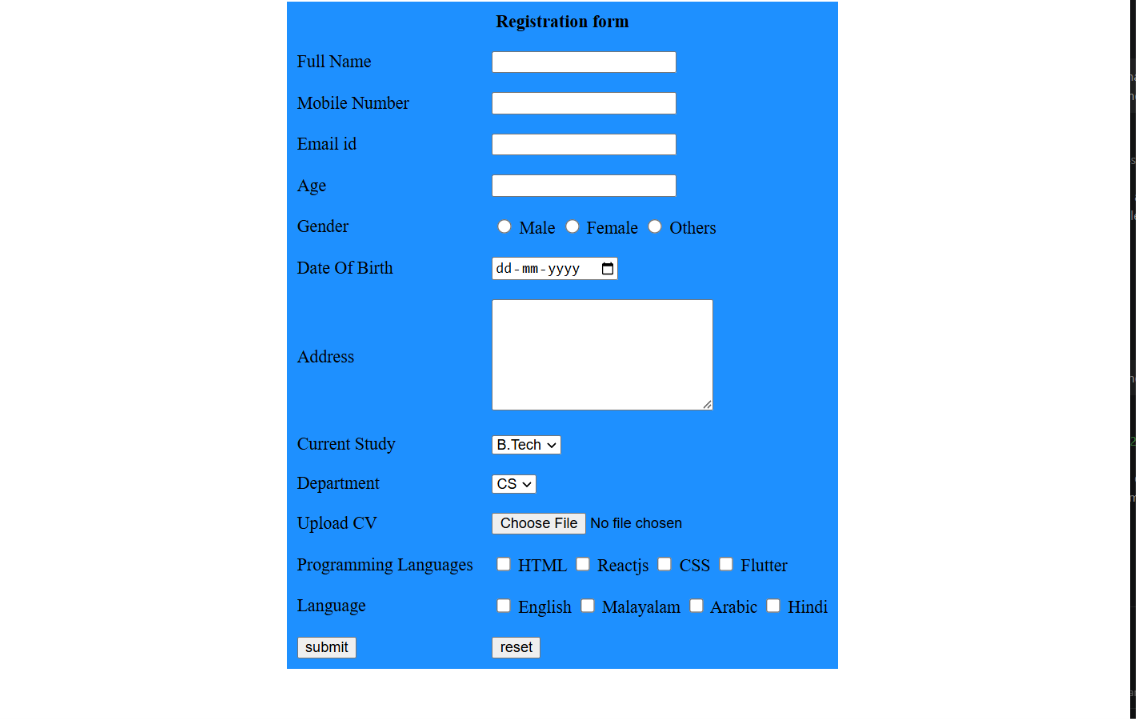 Registration form
Full Name
Mobile Number
Email id
Age
Gender Male Female Others
Date Of Birth dd-mm-yyyy
Address
Current Study B.Tech
Department CS
Upload CV Choose File No file chosen
Programming Languages HTML Reactjs CSS Flutter
Language English Malayalam Arabic Hindi
submit reset